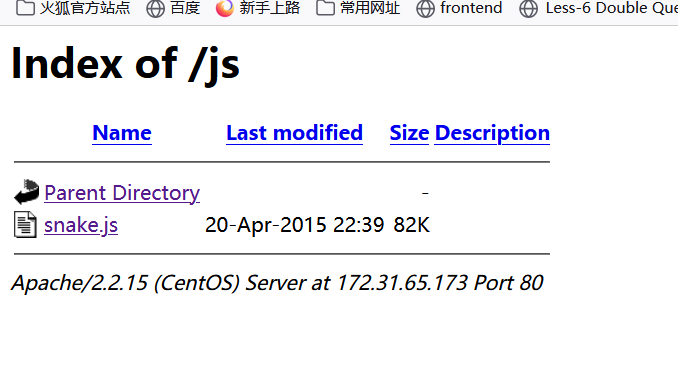 火狐官方站点 百度 新手上路 常用网址 frontend Less-6 Double Que
Index of /js
Name Last modified Size Description
Parent Directory -
snake.js 20-Apr-2015 22:39 82K
Apache/2.2.15 (CentOS) Server at 172.31.65.173 Port 80